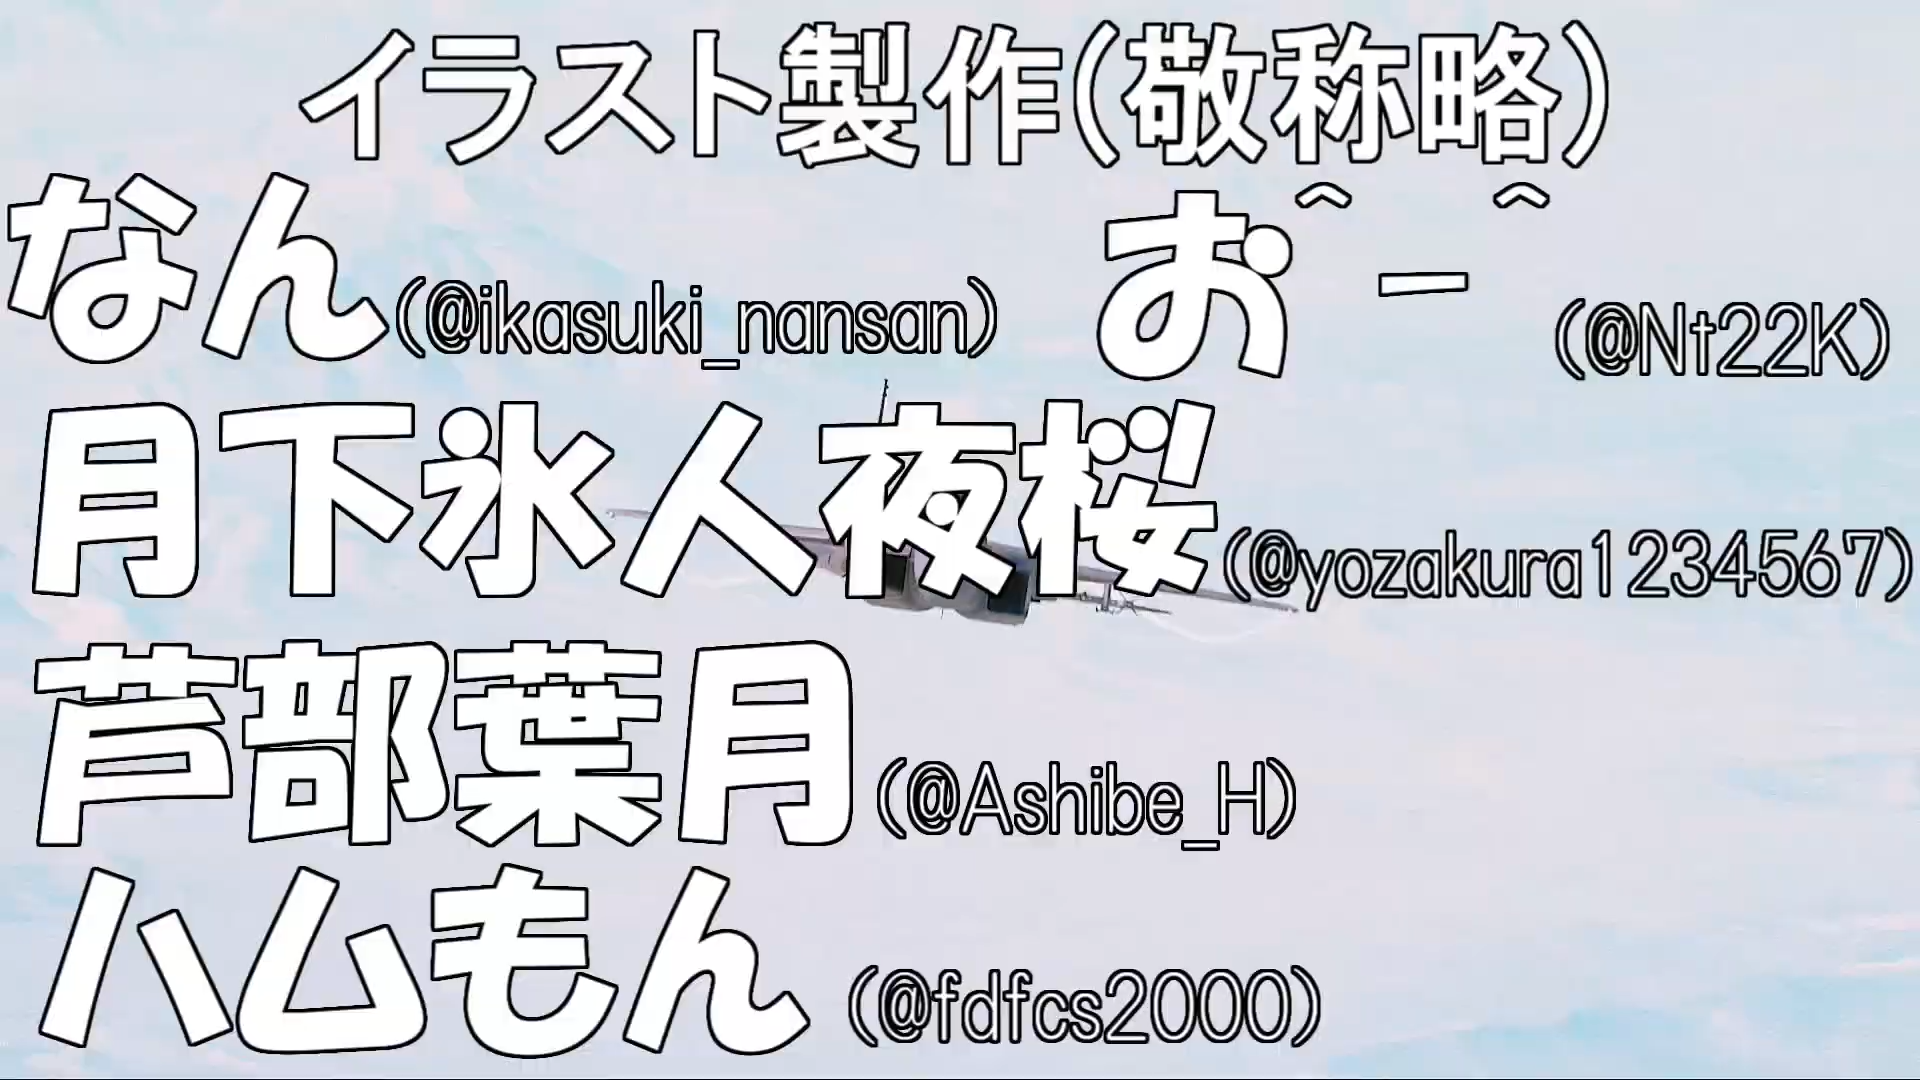 イラスト製作(敬称略)
なん(@ikasuki_nansan) お^ー^(@Nt22K)
月下氷人夜桜(@yozakura1234567)
芦部葉月(@Ashibe_H)
ハムもん(@fdfcs2000)